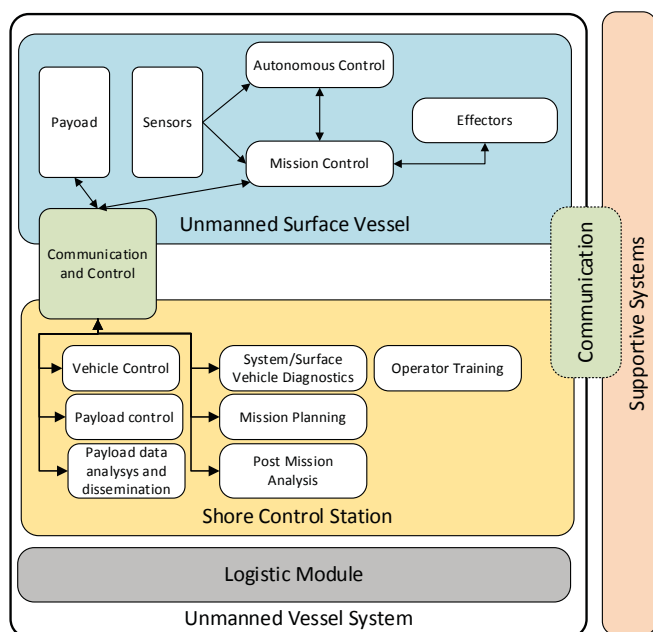 Autonomous Control
Payoad
Sensors
Effectors
Mission Control
Unmanned Surface Vessel
Communication
and Control
Communication
Supportive Systems
Vehicle Control
System/Surface
Vehicle Diagnostics
Operator Training
Payload control
Mission Planning
Payload data
analysys and
dissemination
Post Mission
Analysis
Shore Control Station
Logistic Module
Unmanned Vessel System